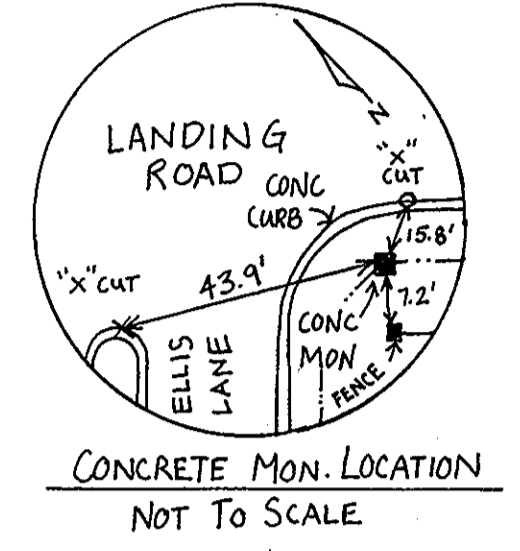 N
LANDING
ROAD
"X"
CUT
CONC
CURB
15.8'
"X" CUT
43.9'
7.2'
CONC
MON
ELLIS
LANE
FENCE
CONCRETE MON. LOCATION
NOT TO SCALE